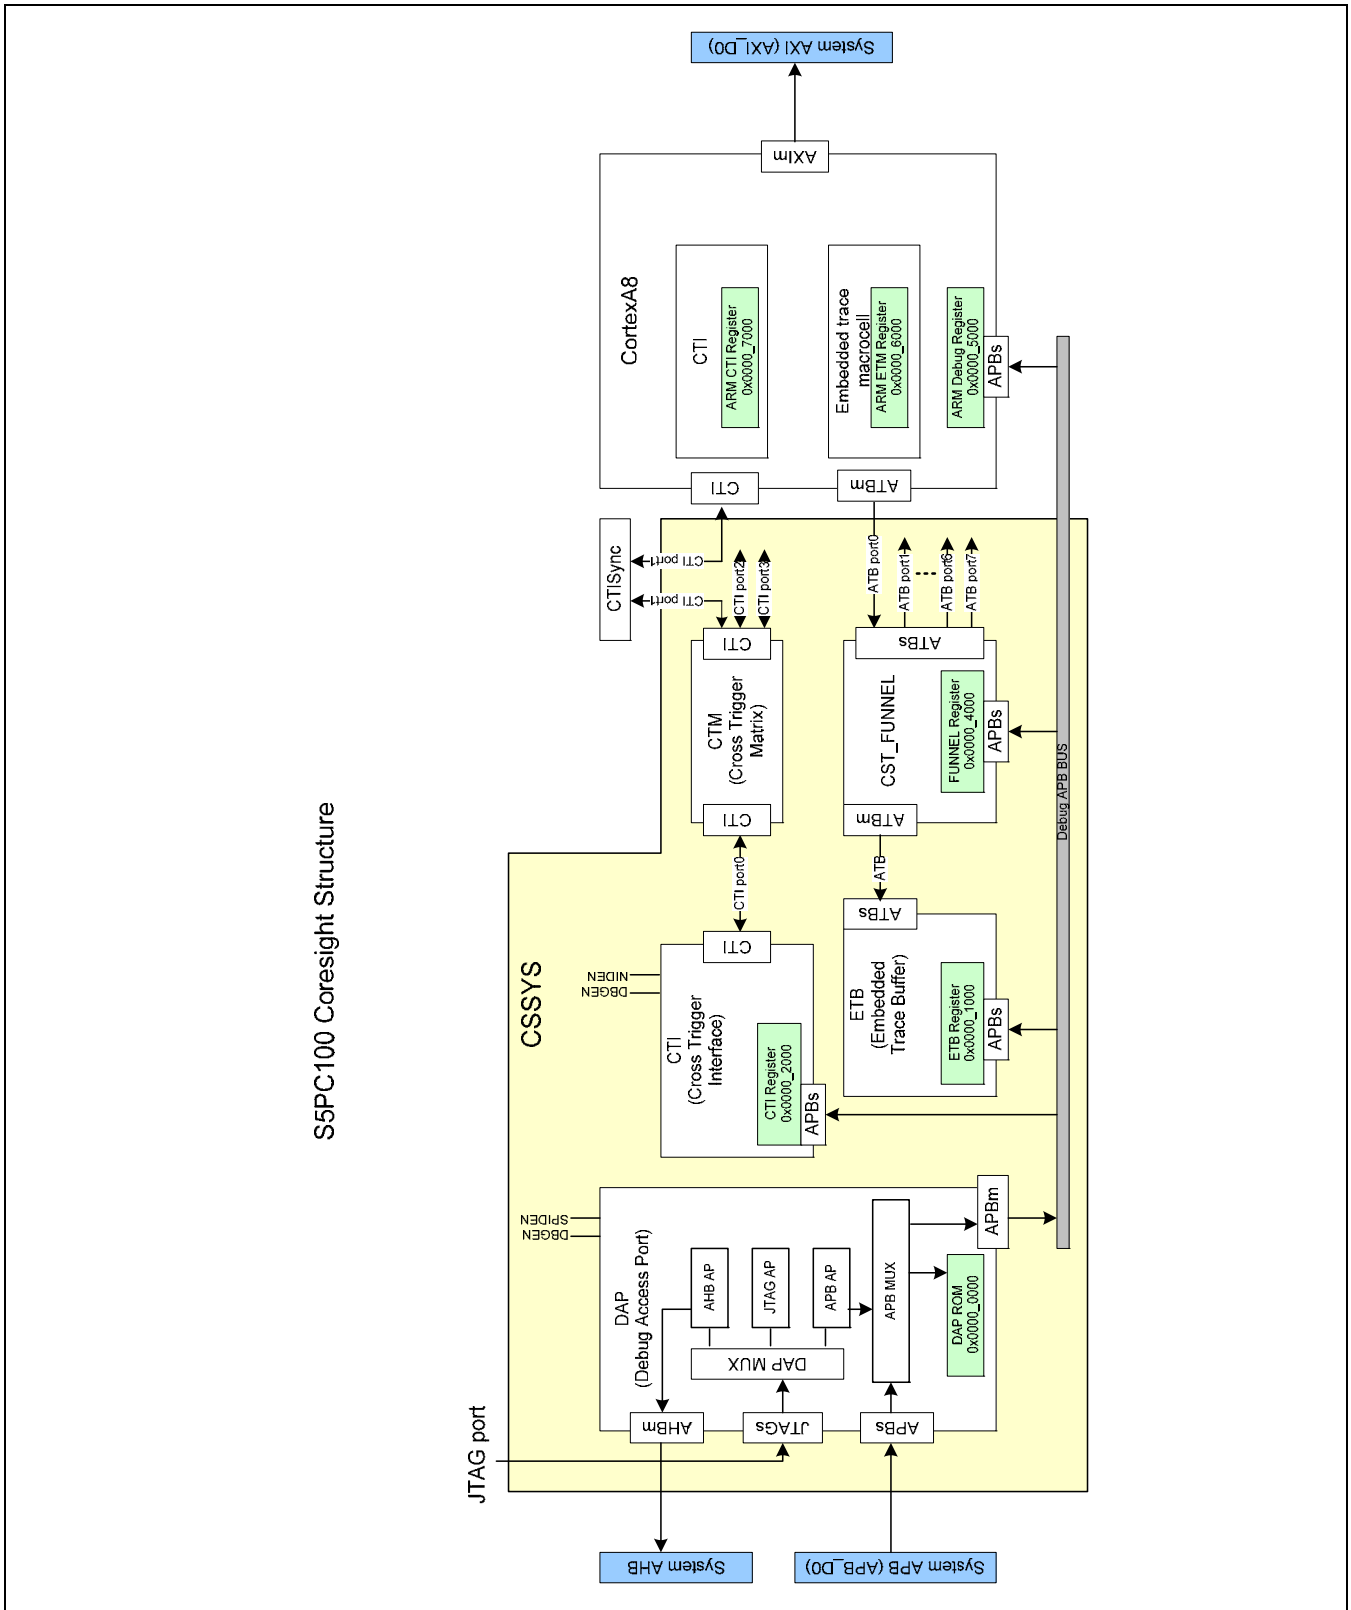 S5PC100 Coresight Structure
JTAG port
System AHB
System APB (APB_D0)
CSSYS
DAP
(Debug Access Port)
DBGEN
SPIDEN
AHBm
JTAGs
APBs
DAP MUX
AHB AP
JTAG AP
APB AP
APB MUX
DAP ROM
0x0000_0000
APBm
CTI
(Cross Trigger
Interface)
DBGEN
NIDEN
CTI Register
0x0000_2000
APBs
CTI
CTI port0
ETB
(Embedded
Trace Buffer)
ETB Register
0x0000_1000
APBs
ATBs
ATB
CTI
CTM
(Cross Trigger
Matrix)
CTI
CTI port1
CTI port2
CTI port3
ATBm
CST_FUNNEL
FUNNEL Register
0x0000_4000
APBs
ATBs
ATB port0
ATB port1
ATB port6
ATB port7
CTISync
CTI port1
Debug APB BUS
CortexA8
CTI
ATBm
CTI
ARM CTI Register
0x0000_7000
Embedded trace
macrocell
ARM ETM Register
0x0000_6000
ARM Debug Register
0x0000_5000
APBs
AXIm
System AXI (AXI_D0)